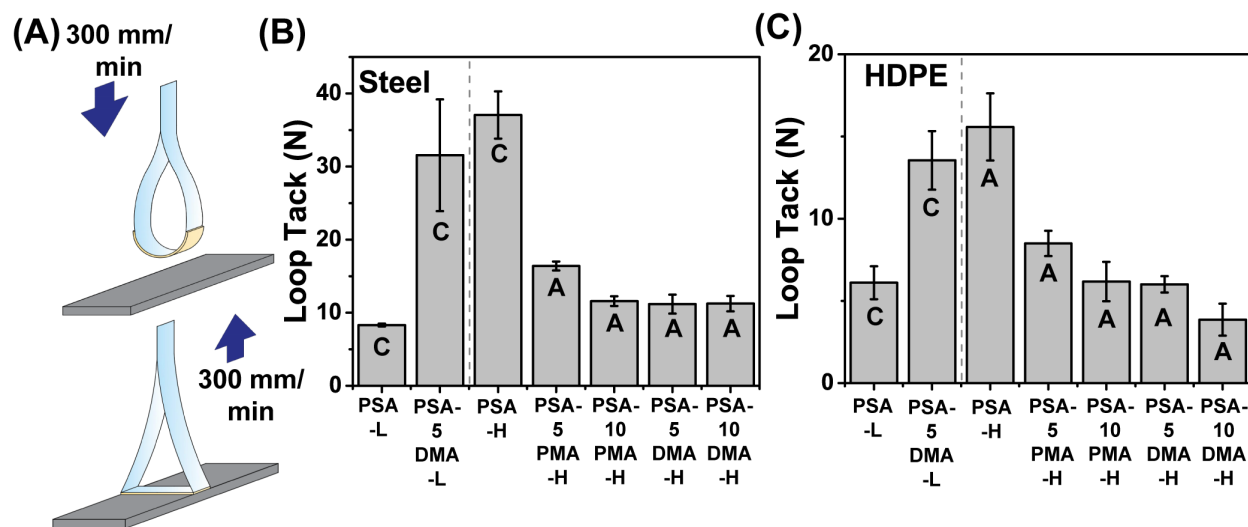 (A)
300 mm/
min
300 mm/
min
(B)
Loop Tack (N)
40
30
20
10
0
Steel
C
C
C
A
A
A
A
PSA
-L
PSA-
5
DMA
-L
PSA
-H
PSA-
5
PMA
-H
PSA-
10
PMA
-H
PSA-
5
DMA
-H
PSA-
10
DMA
-H
(C)
Loop Tack (N)
20
10
0
HDPE
C
C
A
A
A
A
A
PSA
-L
PSA-
5
DMA
-L
PSA
-H
PSA-
5
PMA
-H
PSA-
10
PMA
-H
PSA-
5
DMA
-H
PSA-
10
DMA
-H